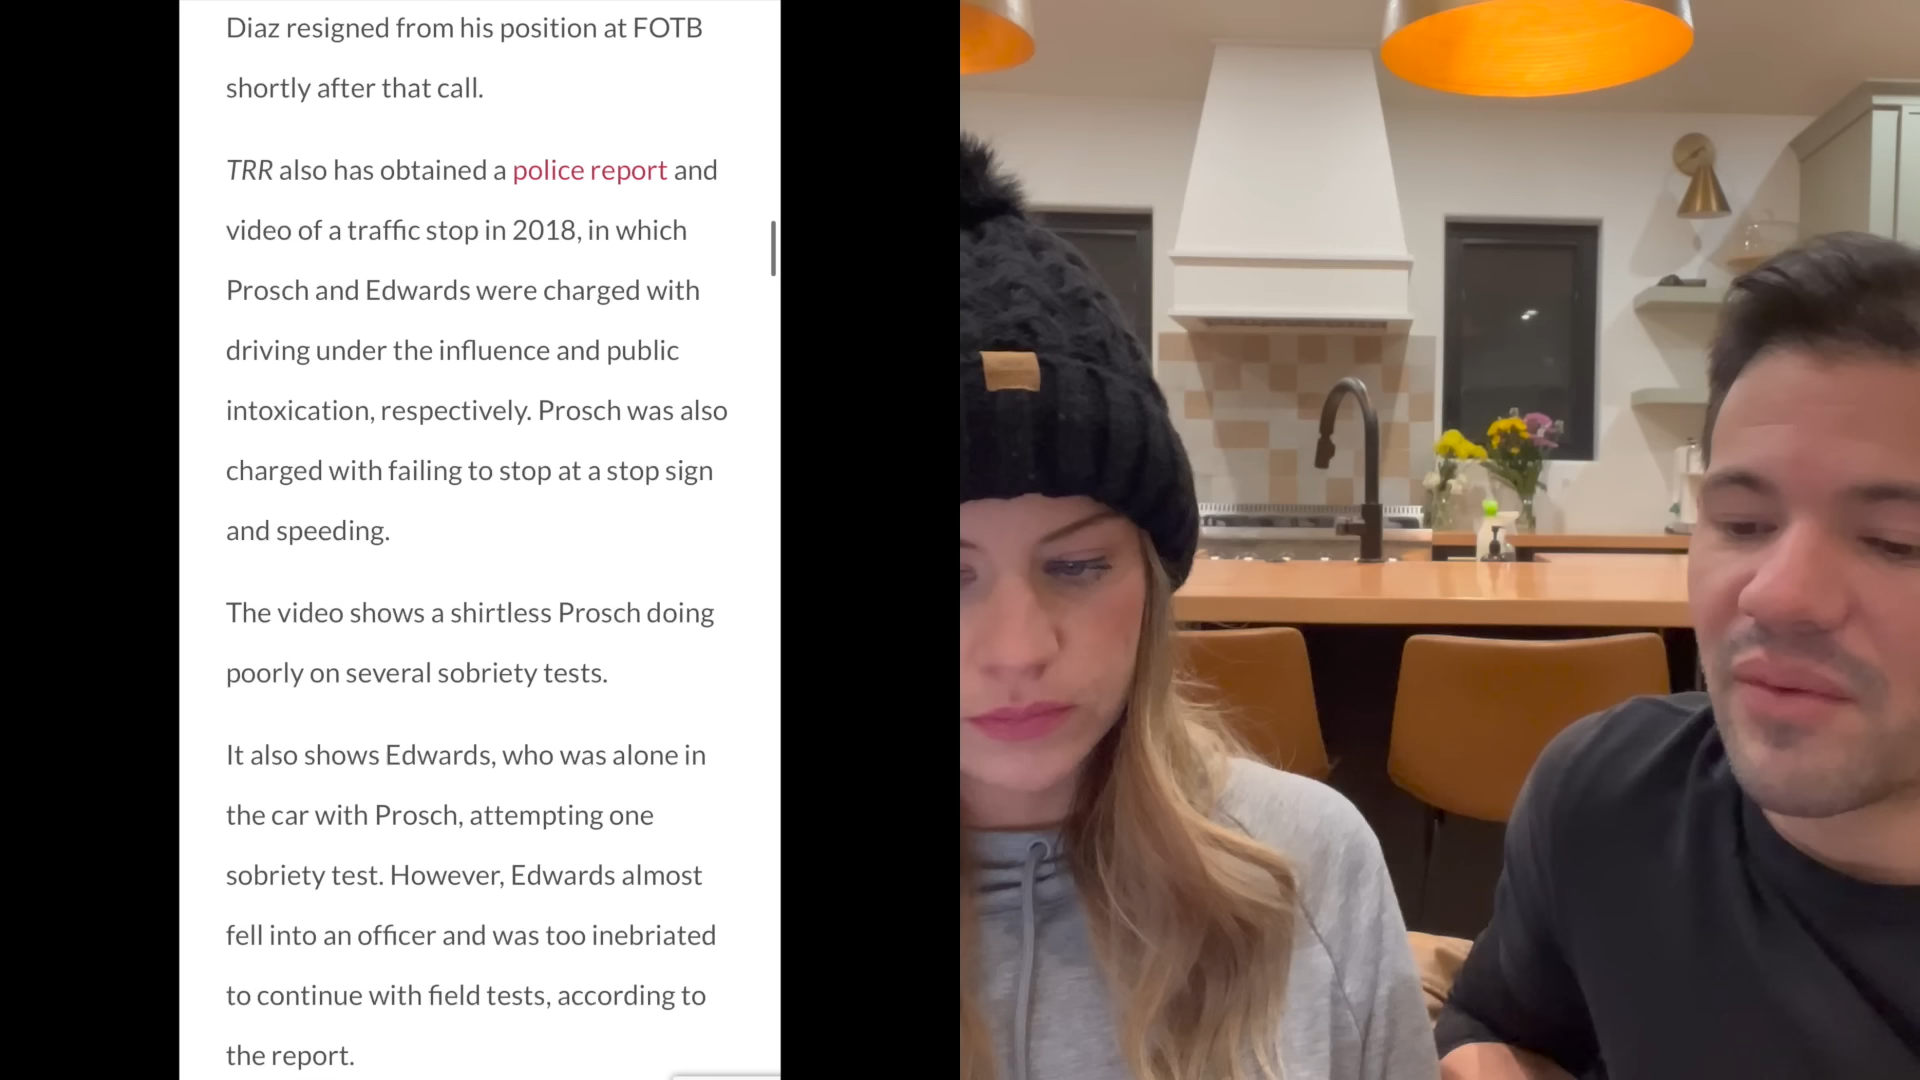 Diaz resigned from his position at FOTB
shortly after that call.
TRR also has obtained a police report and
video of a traffic stop in 2018, in which
Prosch and Edwards were charged with
driving under the influence and public
intoxication, respectively. Prosch was also
charged with failing to stop at a stop sign
and speeding.
The video shows a shirtless Prosch doing
poorly on several sobriety tests.
It also shows Edwards, who was alone in
the car with Prosch, attempting one
sobriety test. However, Edwards almost
fell into an officer and was too inebriated
to continue with field tests, according to
the report.